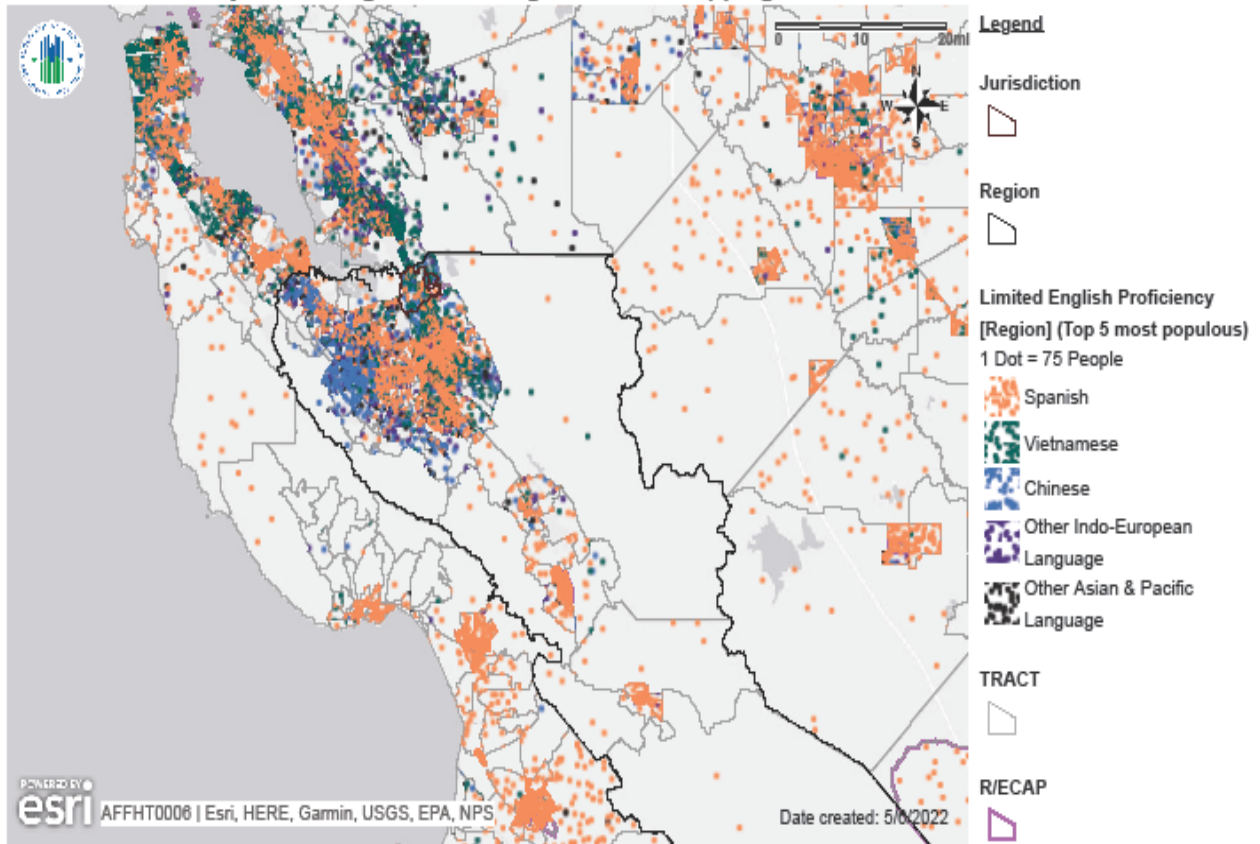 0 10 20mi
N
W E
S
Legend
Jurisdiction
Region
Limited English Proficiency
[Region] (Top 5 most populous)
1 Dot = 75 People
Spanish
Vietnamese
Chinese
Other Indo-European
Language
Other Asian & Pacific
Language
TRACT
R/ECAP
POWERED BY
esri
AFFHT0006 | Esri, HERE, Garmin, USGS, EPA, NPS
Date created: 5/6/2022